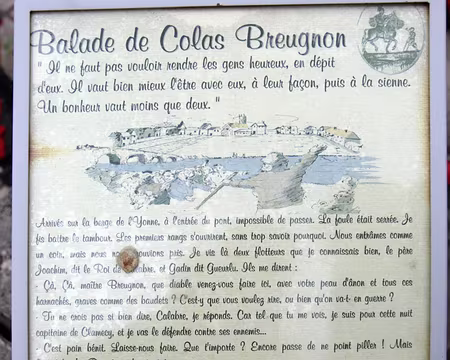 Balade de Colas Breugnon
" Il ne faut pas vouloir rendre les gens heureux, en dépit
d'eux. Il vaut bien mieux l'être avec eux, à leur façon, puis à la sienne.
Un bonheur vaut moins que deux. "
Arrivés sur la berge de l'Yonne, à l'entrée du pont, impossible de passer. La foule était serrée. Je
fis battre le tambour. Les premiers rangs s'ouvrirent, sans trop savoir pourquoi. Nous entrâmes comme
un coin, mais nous ne pouvions pris. Je vis là deux flotteurs que je connaissais bien, le père
Joachim, dit le Roi de Calabre, et Gadin dit Gueurlu. Ils me dirent :
- Çà, Çà, maître Breugnon, que diable venez-vous faire ici, avec votre peau d'ânon et tous ces
harnachés, graves comme des baudets ? C'est-y que vous voulez rire, ou bien qu'on va-t-en guerre ?
- Tu ne crois pas si bien dire, Calabre, je réponds. Car tel que tu me vois, je suis pour cette nuit
capitaine de Clamecy, et je vas le défendre contre ses ennemis...
- C'est pain bénit. Laisse-nous faire. Que t'importe ? Encore passe de ne point piller ! Mais